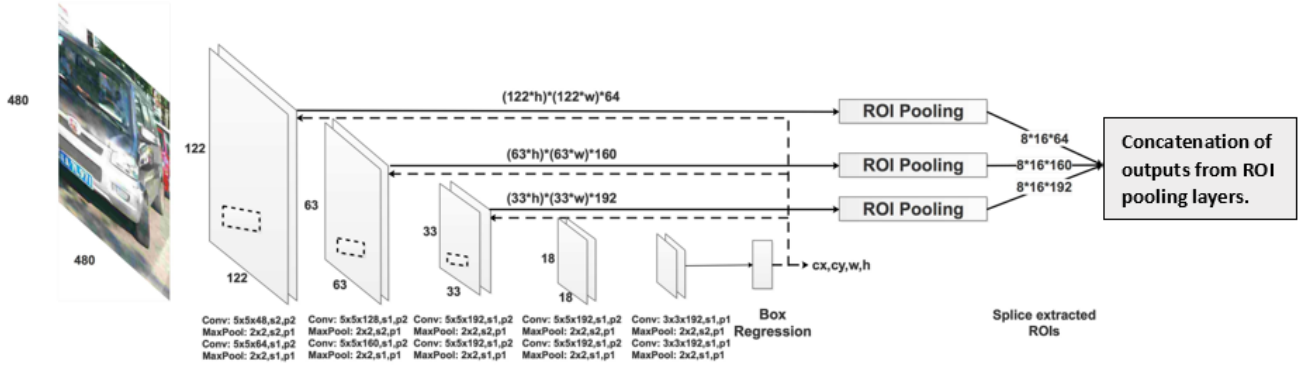 480
480
122
122
63
63
33
33
18
18
(122*h)*(122*w)*64
(63*h)*(63*w)*160
(33*h)*(33*w)*192
ROI Pooling
ROI Pooling
ROI Pooling
8*16*64
8*16*160
8*16*192
Concatenation of
outputs from ROI
pooling layers.
cx,cy,w,h
Box
Regression
Splice extracted
ROIs
Conv: 5x5x48,s2,p2
MaxPool: 2x2,s2,p1
Conv: 5x5x64,s1,p2
MaxPool: 2x2,s1,p1
Conv: 5x5x128,s1,p2
MaxPool: 2x2,s2,p1
Conv: 5x5x160,s1,p2
MaxPool: 2x2,s1,p1
Conv: 5x5x192,s1,p2
MaxPool: 2x2,s2,p1
Conv: 5x5x192,s1,p2
MaxPool: 2x2,s1,p1
Conv: 5x5x192,s1,p2
MaxPool: 2x2,s2,p1
Conv: 5x5x192,s1,p2
MaxPool: 2x2,s1,p1
Conv: 3x3x192,s1,p1
MaxPool: 2x2,s2,p1
Conv: 3x3x192,s1,p1
MaxPool: 2x2,s1,p1